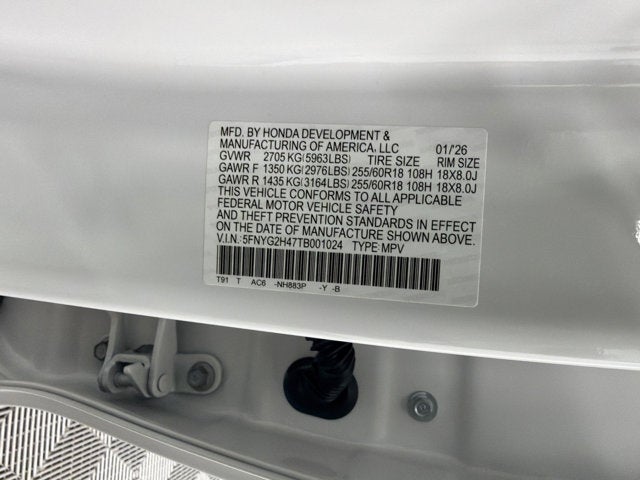 MFD. BY HONDA DEVELOPMENT &
MANUFACTURING OF AMERICA, LLC 01/'26
GVWR 2705 KG(5963LBS) TIRE SIZE RIM SIZE
GAWR F 1350 KG(2976LBS) 255/60R18 108H 18X8.0J
GAWR R 1435 KG(3164LBS) 255/60R18 108H 18X8.0J
THIS VEHICLE CONFORMS TO ALL APPLICABLE
FEDERAL MOTOR VEHICLE SAFETY
AND THEFT PREVENTION STANDARDS IN EFFECT
ON THE DATE OF MANUFACTURE SHOWN ABOVE.
V.I.N.: 5FNYG2H47TB001024 TYPE: MPV
T91 T AC6 -NH883P -Y -B